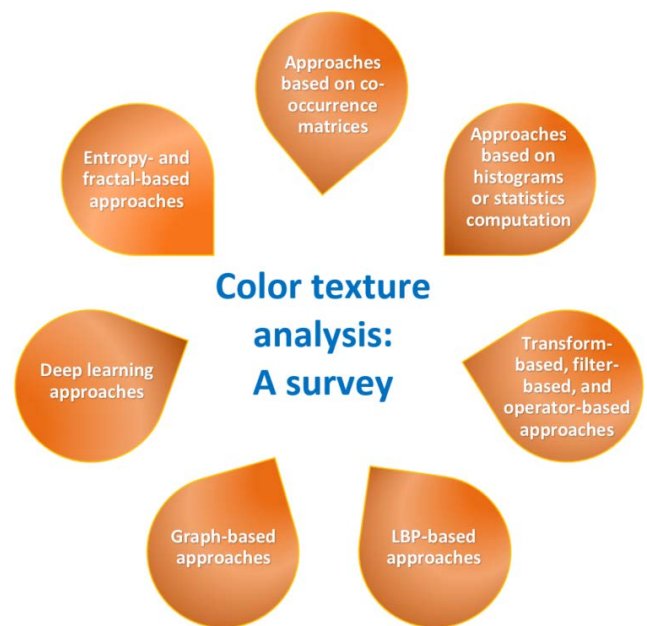 Approaches
based on co-
occurrence
matrices
Approaches
based on
histograms
or statistics
computation
Entropy- and
fractal-based
approaches
Color texture
analysis:
A survey
Transform-
based, filter-
based, and
operator-based
approaches
Deep learning
approaches
LBP-based
approaches
Graph-based
approaches